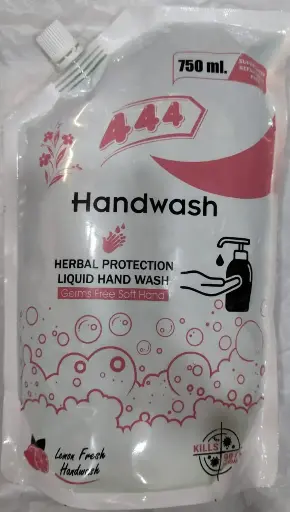 750 ml.
444
Handwash
HERBAL PROTECTION
LIQUID HAND WASH
Germs Free Soft Hand
Lemon Fresh
Handwash
KILLS